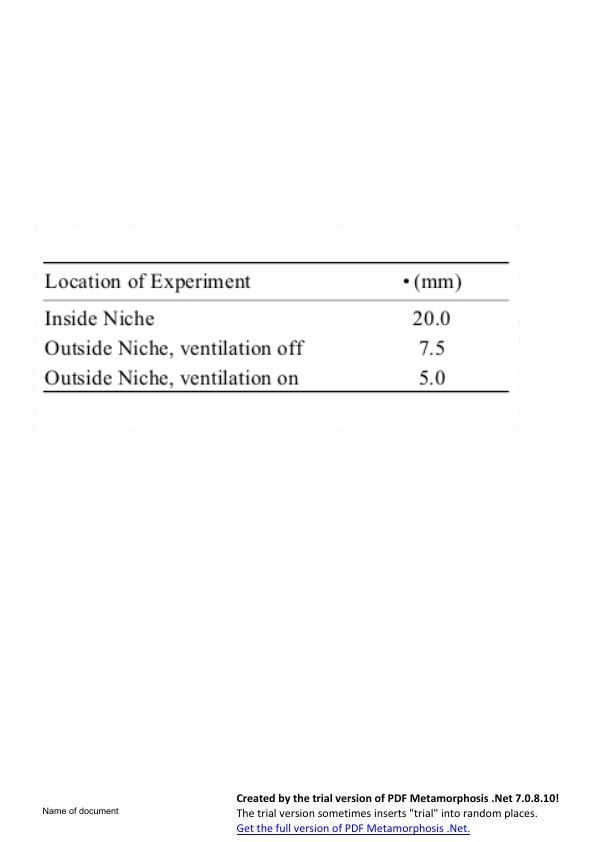 Location of Experiment • (mm)
Inside Niche 20.0
Outside Niche, ventilation off 7.5
Outside Niche, ventilation on 5.0
Created by the trial version of PDF Metamorphosis .Net 7.0.8.10!
Name of document The trial version sometimes inserts "trial" into random places.
Get the full version of PDF Metamorphosis .Net.